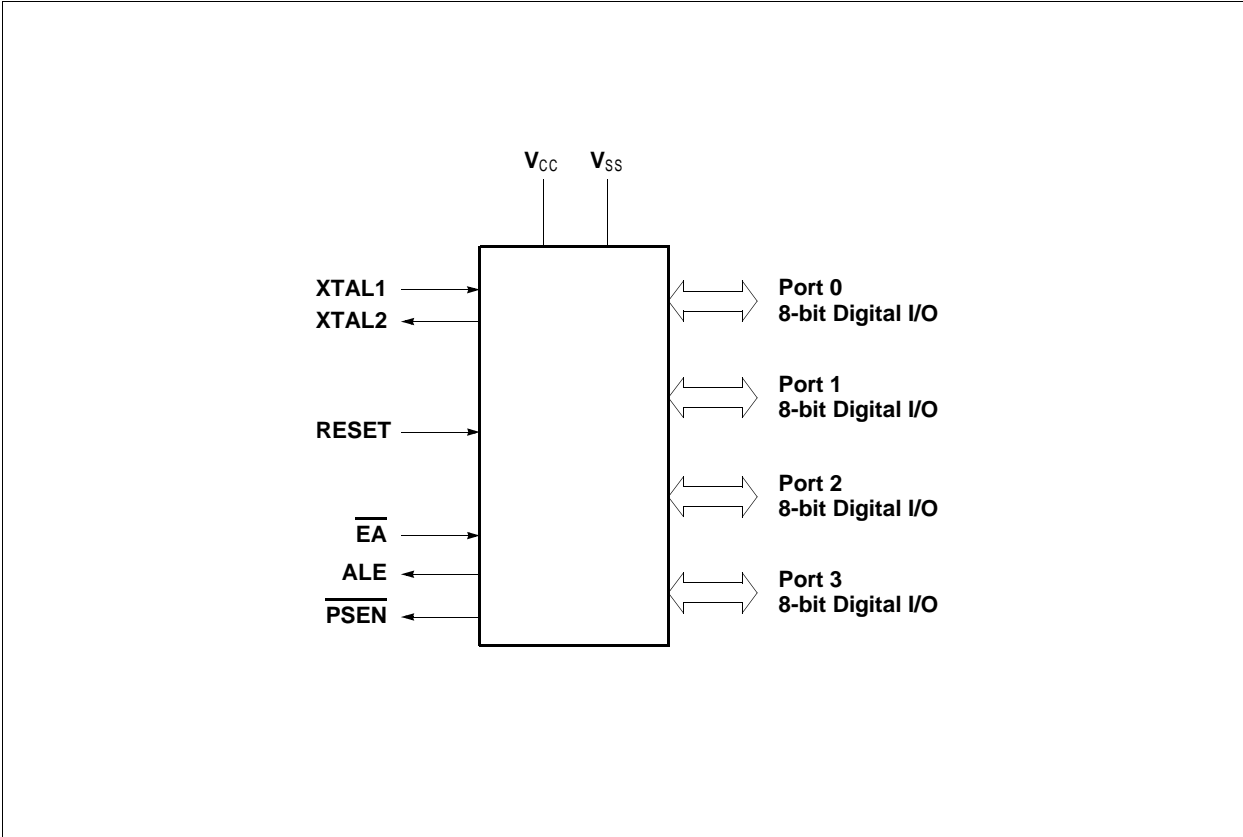 VCC VSS
XTAL1
XTAL2
RESET
EA
ALE
PSEN
Port 0
8-bit Digital I/O
Port 1
8-bit Digital I/O
Port 2
8-bit Digital I/O
Port 3
8-bit Digital I/O